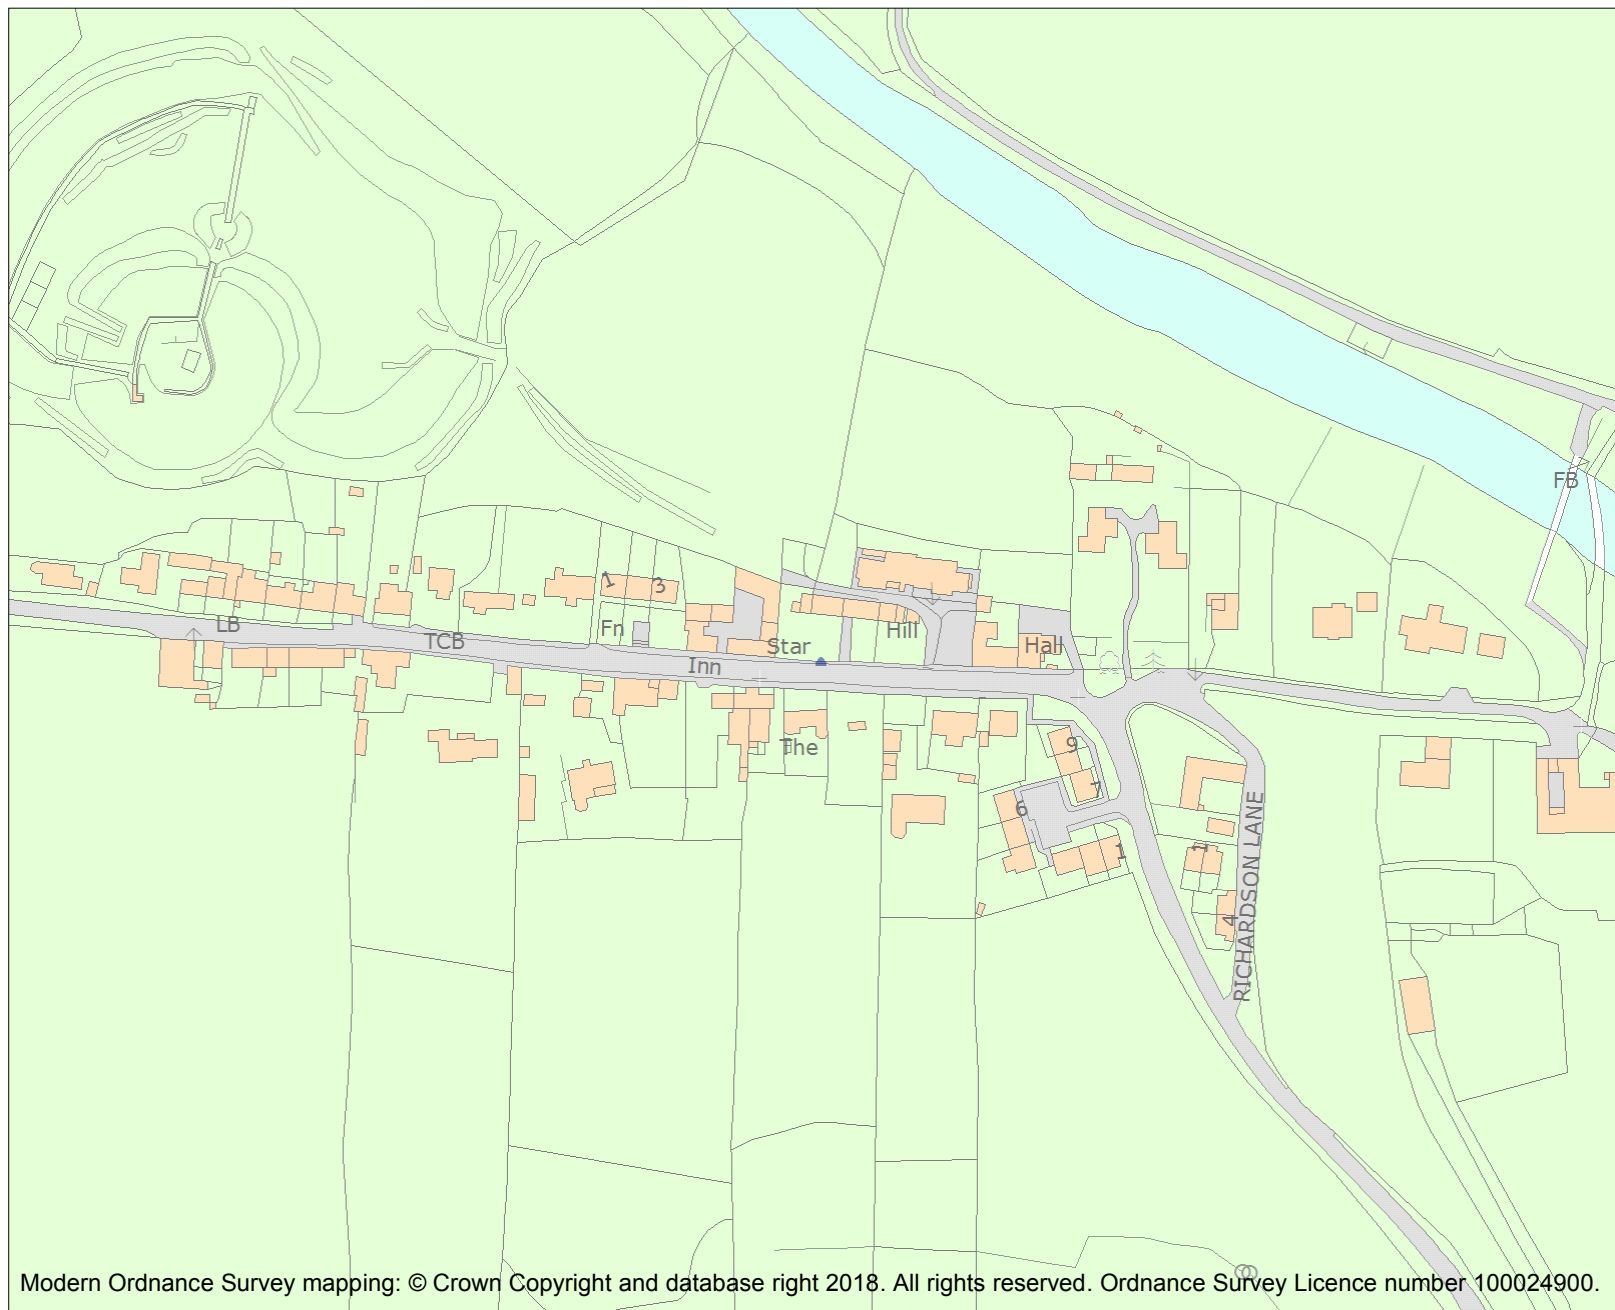 FB
1
3
LB
Fn
TCB
Star
Hill
Hall
Inn
The
9
7
6
1
1
4
RICHARDSON LANE
Modern Ordnance Survey mapping: © Crown Copyright and database right 2018. All rights reserved. Ordnance Survey Licence number 100024900.